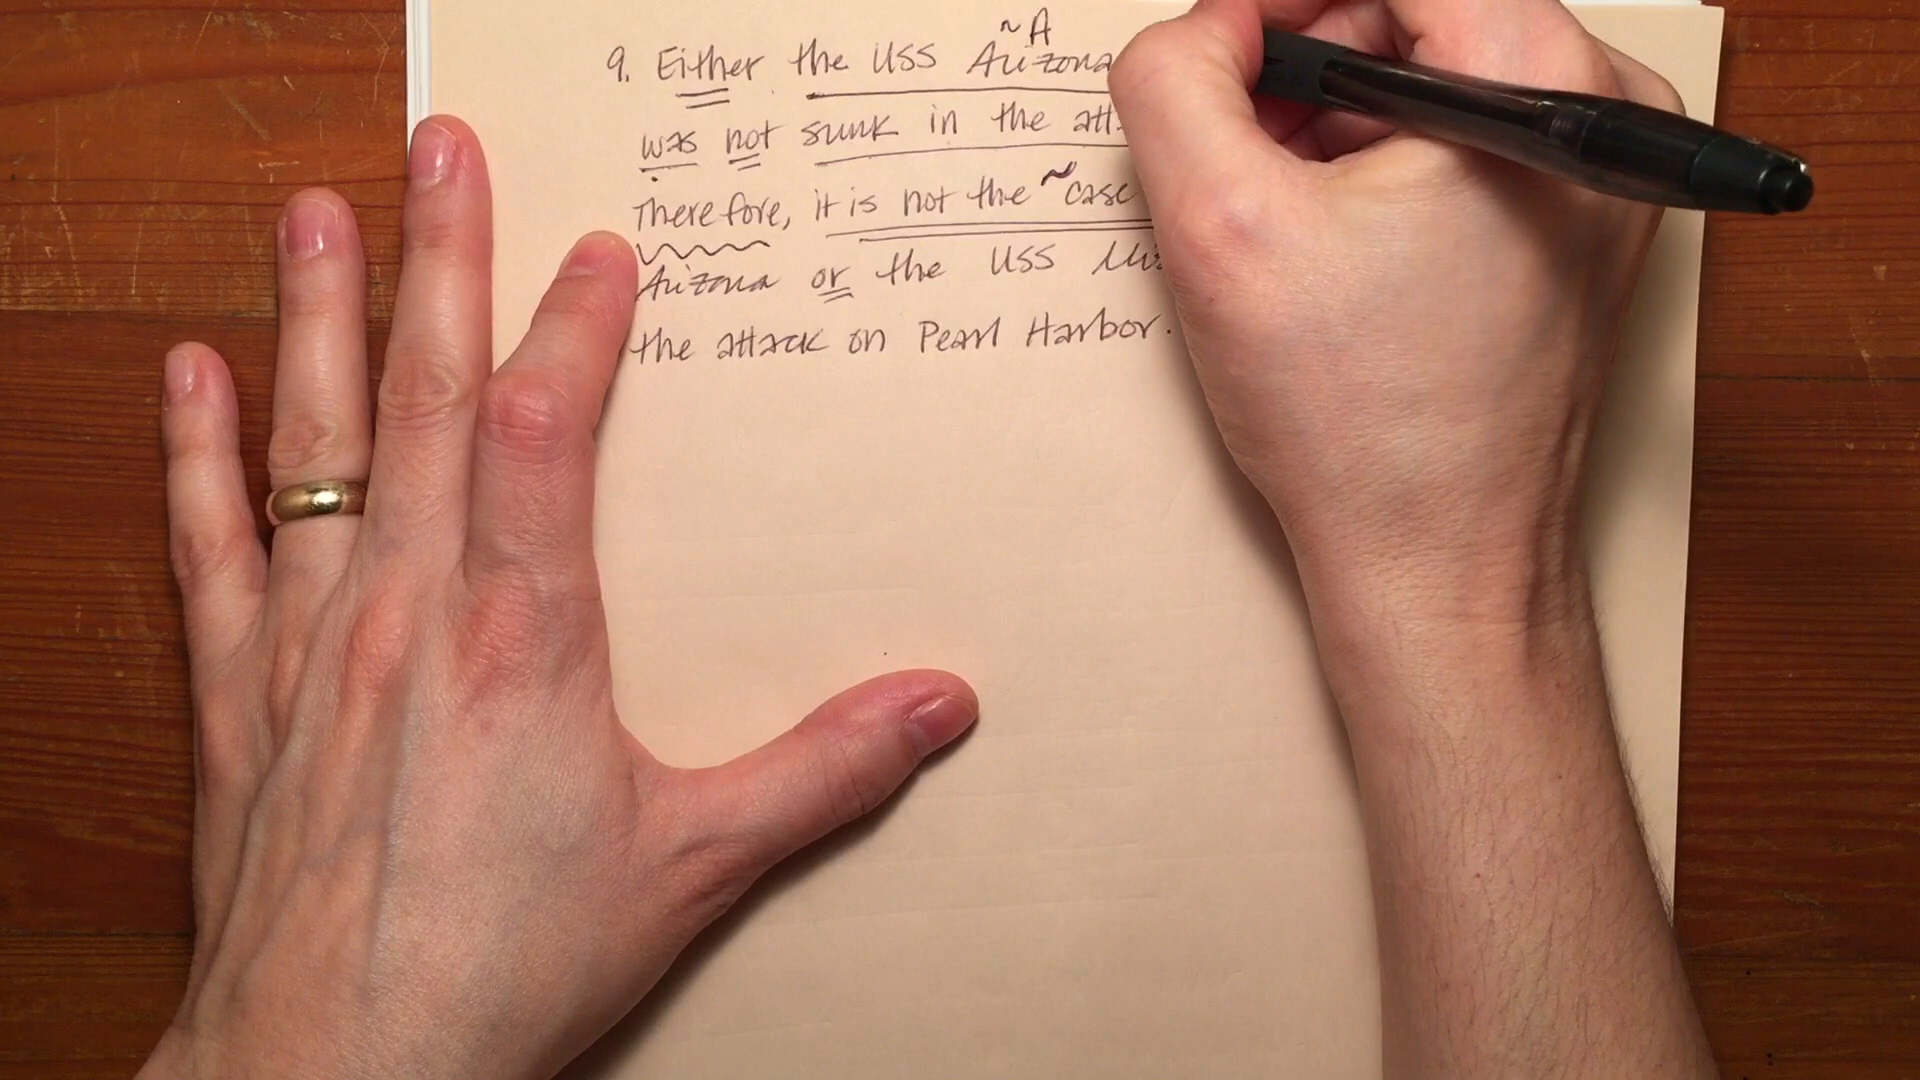 ~A
9. Either the USS Arizona
was not sunk in the
Therefore, it is not the ~ case
Arizona or the USS
the attack on Pearl Harbor.